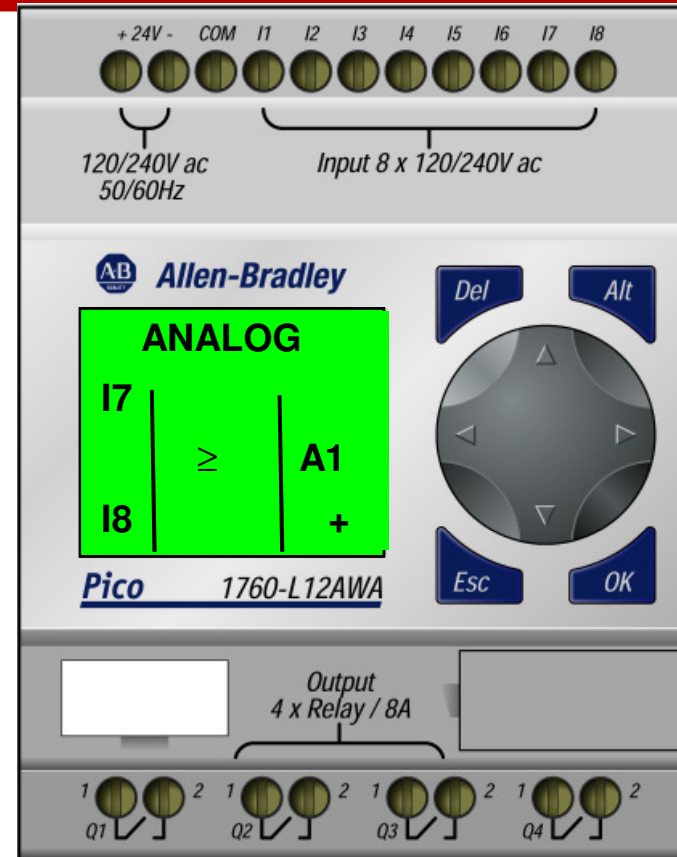 + 24V - COM I1 I2 I3 I4 I5 I6 I7 I8
120/240V ac
50/60Hz
Input 8 x 120/240V ac
AB
QUALITY
Allen-Bradley
Del
Alt
ANALOG
I7
≥ A1
I8 +
Esc
OK
Pico 1760-L12AWA
Output
4 x Relay / 8A
1 2 1 2 1 2 1 2
Q1 Q2 Q3 Q4